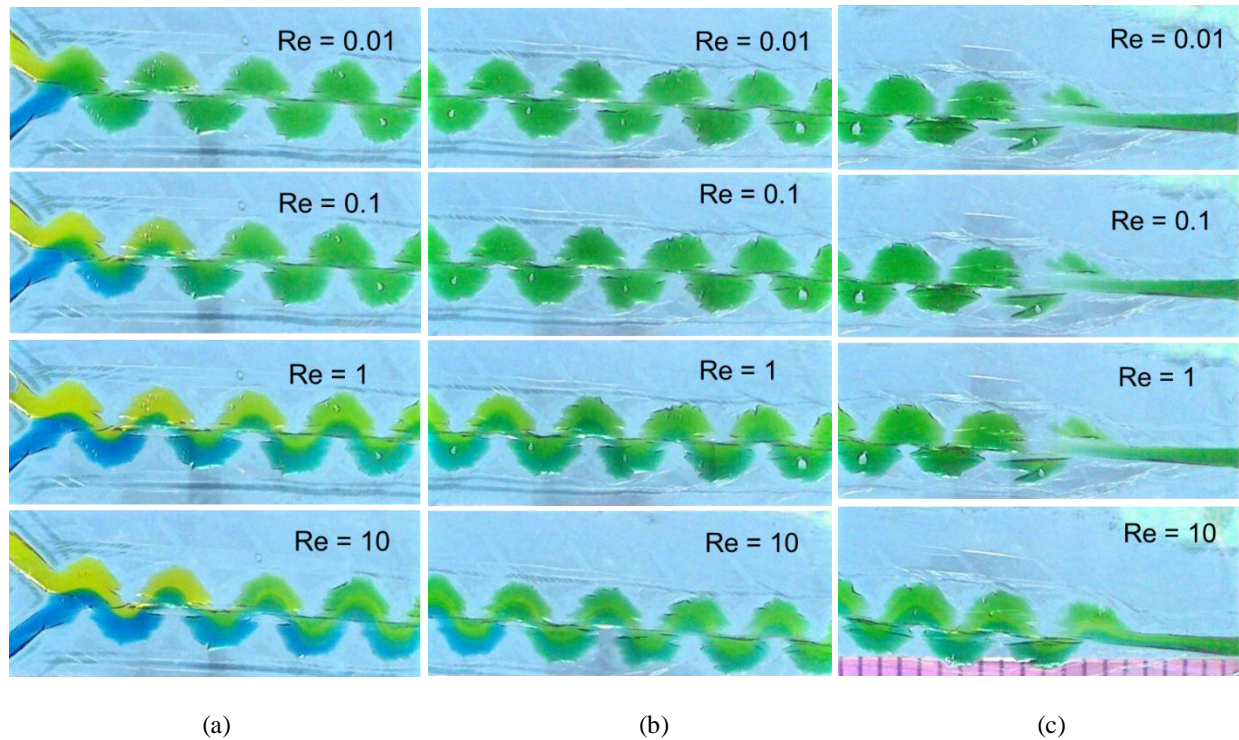 Re = 0.01
Re = 0.01
Re = 0.01
Re = 0.1
Re = 0.1
Re = 0.1
Re = 1
Re = 1
Re = 1
Re = 10
Re = 10
Re = 10
(a)
(b)
(c)